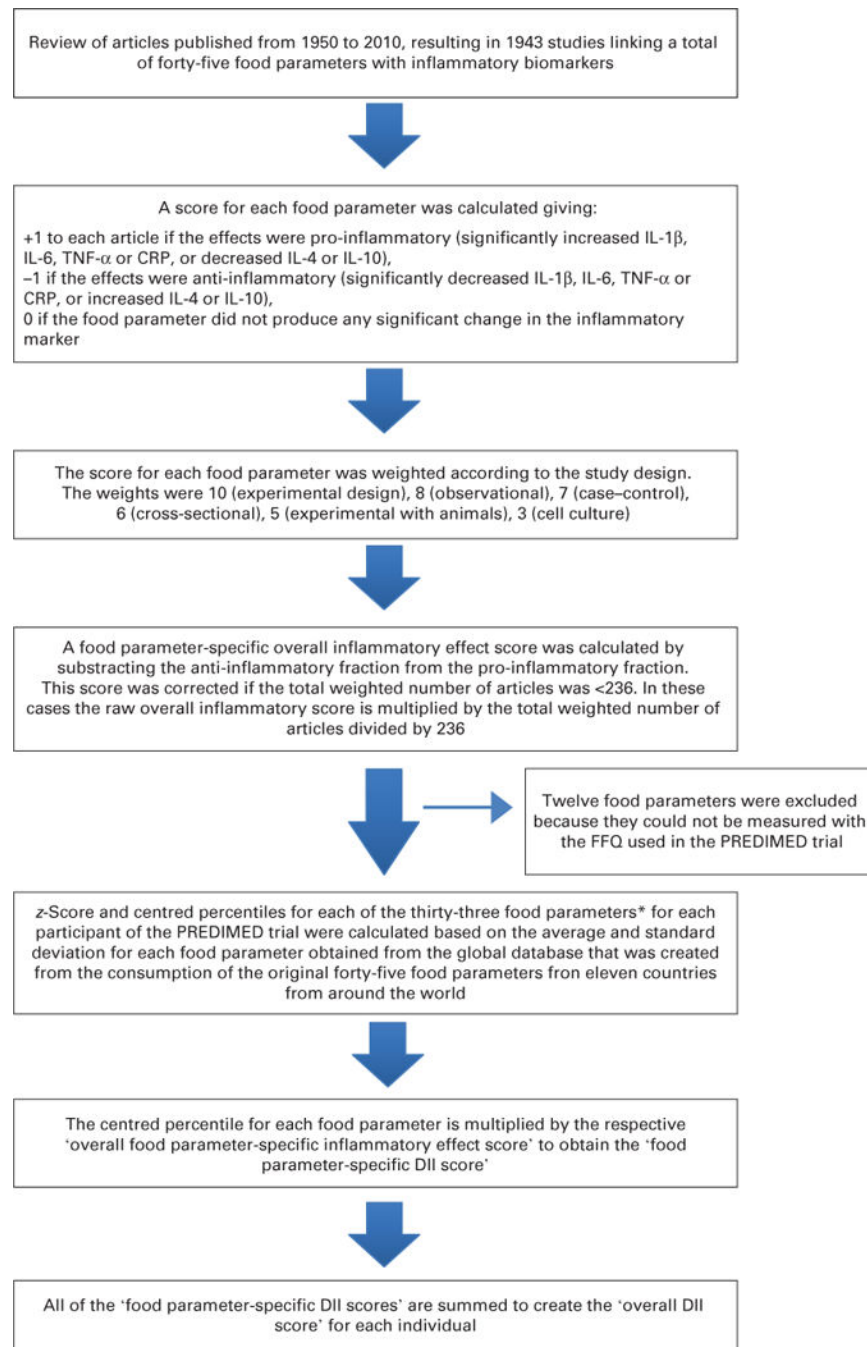 Review of articles published from 1950 to 2010, resulting in 1943 studies linking a total
of forty-five food parameters with inflammatory biomarkers
A score for each food parameter was calculated giving:
+1 to each article if the effects were pro-inflammatory (significantly increased IL-1β,
IL-6, TNF-α or CRP, or decreased IL-4 or IL-10),
–1 if the effects were anti-inflammatory (significantly decreased IL-1β, IL-6, TNF-α or
CRP, or increased IL-4 or IL-10),
0 if the food parameter did not produce any significant change in the inflammatory
marker
The score for each food parameter was weighted according to the study design.
The weights were 10 (experimental design), 8 (observational), 7 (case–control),
6 (cross-sectional), 5 (experimental with animals), 3 (cell culture)
A food parameter-specific overall inflammatory effect score was calculated by
substracting the anti-inflammatory fraction from the pro-inflammatory fraction.
This score was corrected if the total weighted number of articles was <236. In these
cases the raw overall inflammatory score is multiplied by the total weighted number of
articles divided by 236
Twelve food parameters were excluded
because they could not be measured with
the FFQ used in the PREDIMED trial
z-Score and centred percentiles for each of the thirty-three food parameters* for each
participant of the PREDIMED trial were calculated based on the average and standard
deviation for each food parameter obtained from the global database that was created
from the consumption of the original forty-five food parameters fron eleven countries
from around the world
The centred percentile for each food parameter is multiplied by the respective
‘overall food parameter-specific inflammatory effect score’ to obtain the ‘food
parameter-specific DII score’
All of the ‘food parameter-specific DII scores’ are summed to create the ‘overall DII
score’ for each individual